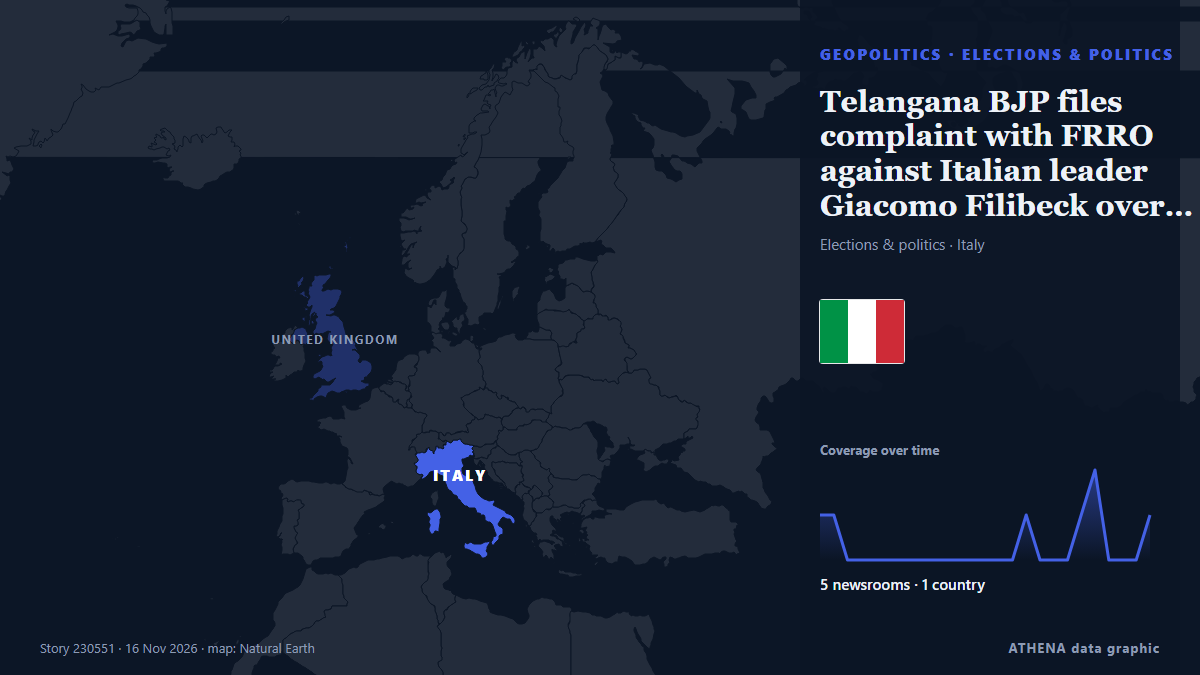 GEOPOLITICS · ELECTIONS & POLITICS
Telangana BJP files
complaint with FRRO
against Italian leader
Giacomo Filibeck over...
Elections & politics · Italy
UNITED KINGDOM
ITALY
Coverage over time
5 newsrooms · 1 country
Story 230551 · 16 Nov 2026 · map: Natural Earth
ATHENA data graphic